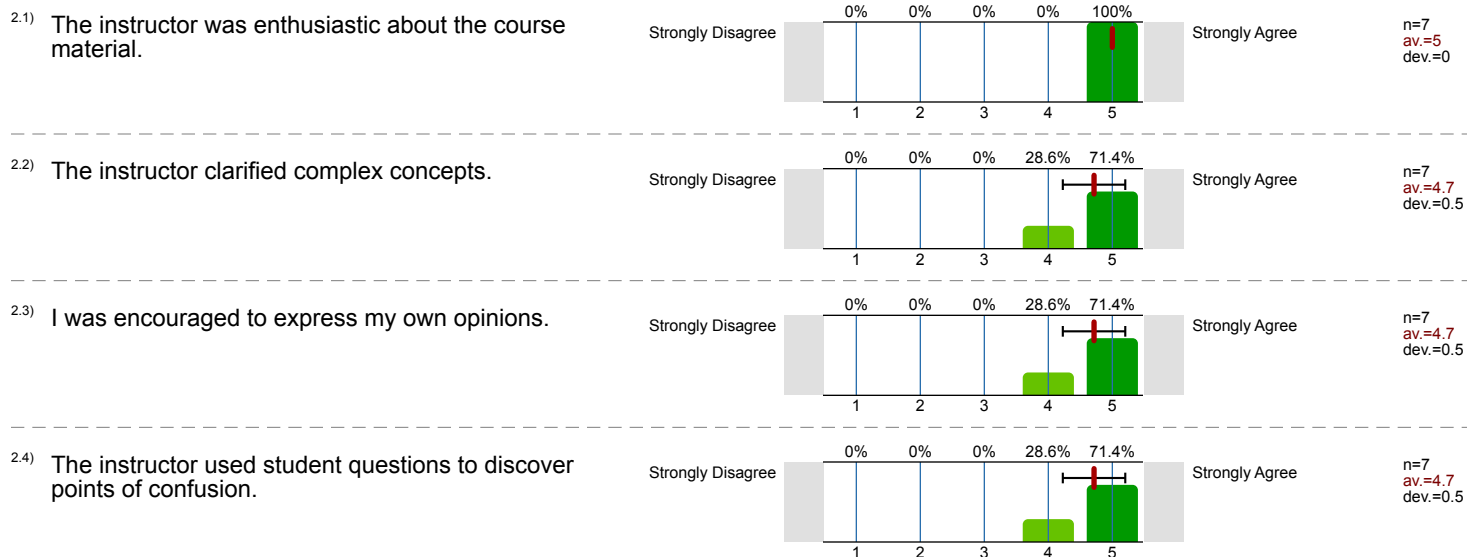 2.1) The instructor was enthusiastic about the course
material.
Strongly Disagree
0% 0% 0% 0% 100%
1 2 3 4 5
Strongly Agree
n=7
av.=5
dev.=0
2.2) The instructor clarified complex concepts.
Strongly Disagree
0% 0% 0% 28.6% 71.4%
1 2 3 4 5
Strongly Agree
n=7
av.=4.7
dev.=0.5
2.3) I was encouraged to express my own opinions.
Strongly Disagree
0% 0% 0% 28.6% 71.4%
1 2 3 4 5
Strongly Agree
n=7
av.=4.7
dev.=0.5
2.4) The instructor used student questions to discover
points of confusion.
Strongly Disagree
0% 0% 0% 28.6% 71.4%
1 2 3 4 5
Strongly Agree
n=7
av.=4.7
dev.=0.5